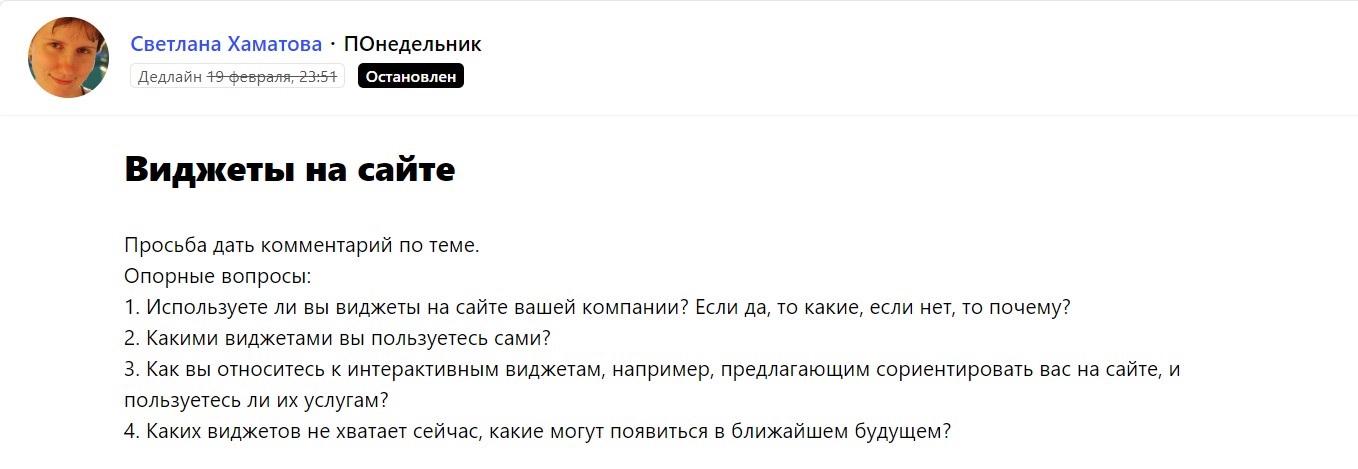 Светлана Хаматова · ПОнедельник
Дедлайн 19 февраля, 23:51 Остановлен
Виджеты на сайте
Просьба дать комментарий по теме.
Опорные вопросы:
1. Используете ли вы виджеты на сайте вашей компании? Если да, то какие, если нет, то почему?
2. Какими виджетами вы пользуетесь сами?
3. Как вы относитесь к интерактивным виджетам, например, предлагающим сориентировать вас на сайте, и
пользуетесь ли их услугам?
4. Каких виджетов не хватает сейчас, какие могут появиться в ближайшем будущем?